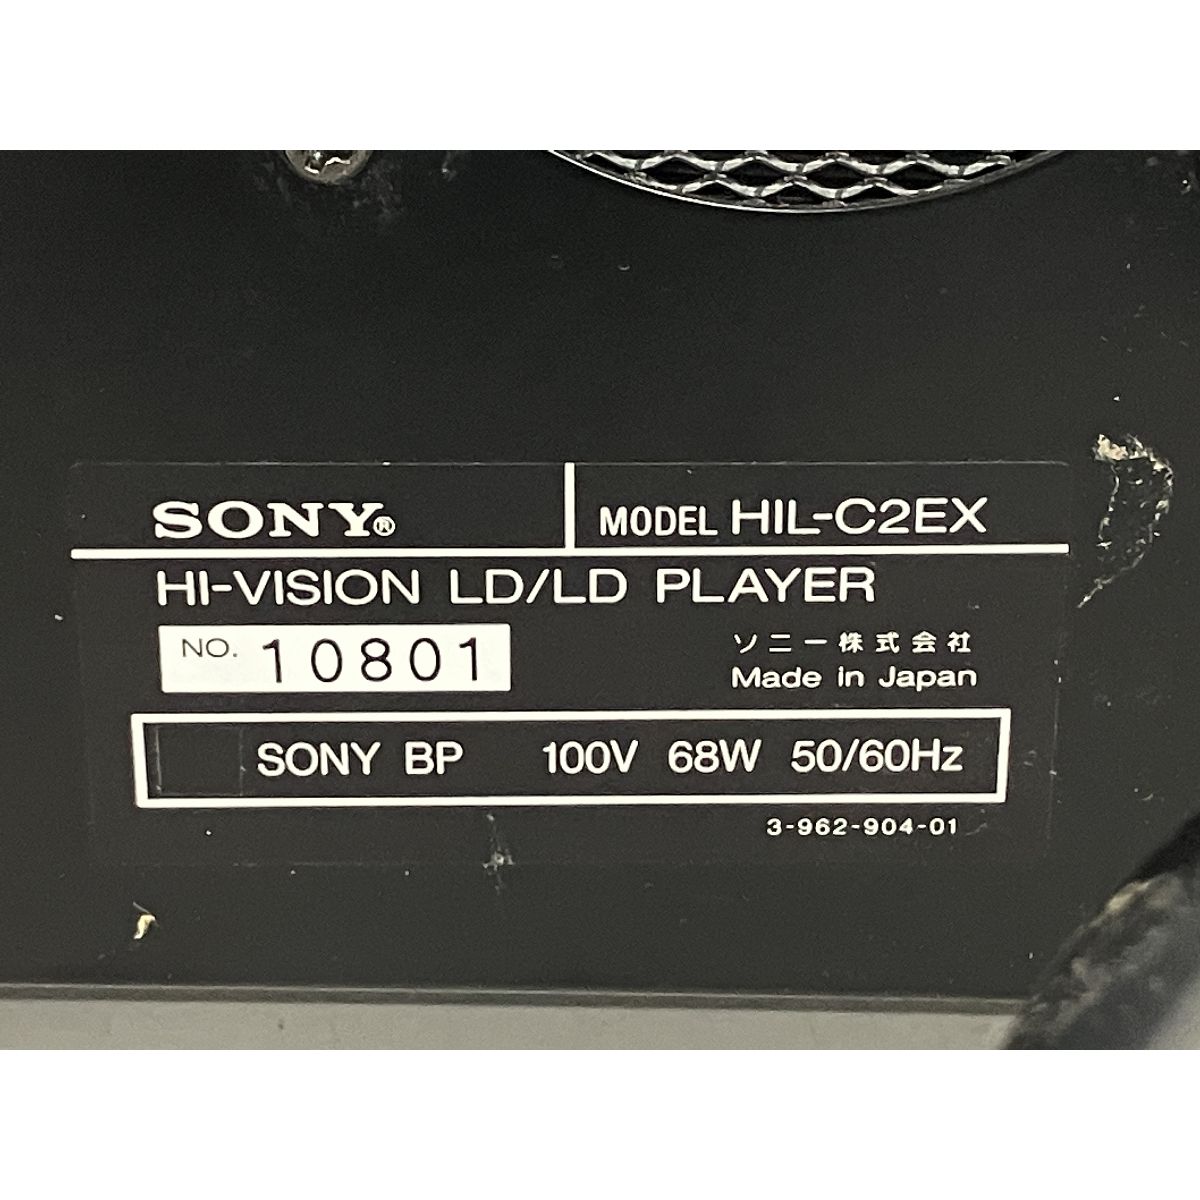 SONY® MODEL HIL-C2EX
HI-VISION LD/LD PLAYER
NO. 10801
ソニー株式会社
Made in Japan
SONY BP 100V 68W 50/60Hz
3-962-904-01